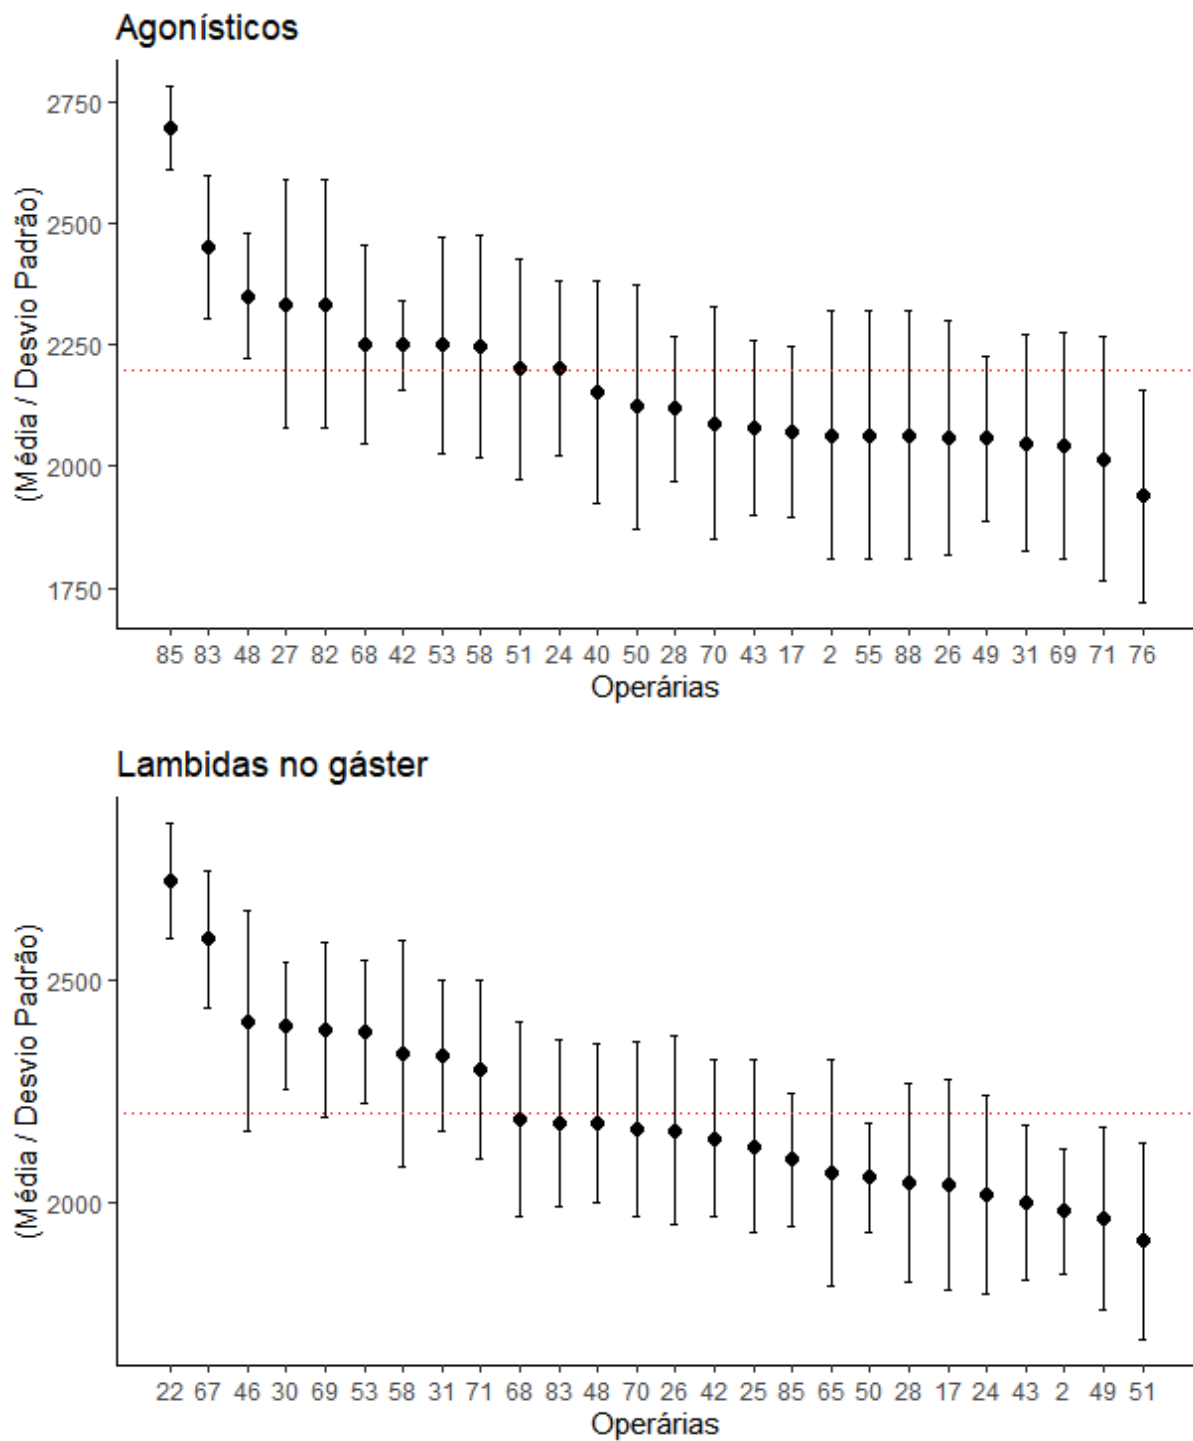 Agonísticos
(Média / Desvio Padrão)
2750
2500
2250
2000
1750
85 83 48 27 82 68 42 53 58 51 24 40 50 28 70 43 17 2 55 88 26 49 31 69 71 76
Operárias
Lambidas no gáster
(Média / Desvio Padrão)
2500
2000
22 67 46 30 69 53 58 31 71 68 83 48 70 26 42 25 85 65 50 28 17 24 43 2 49 51
Operárias